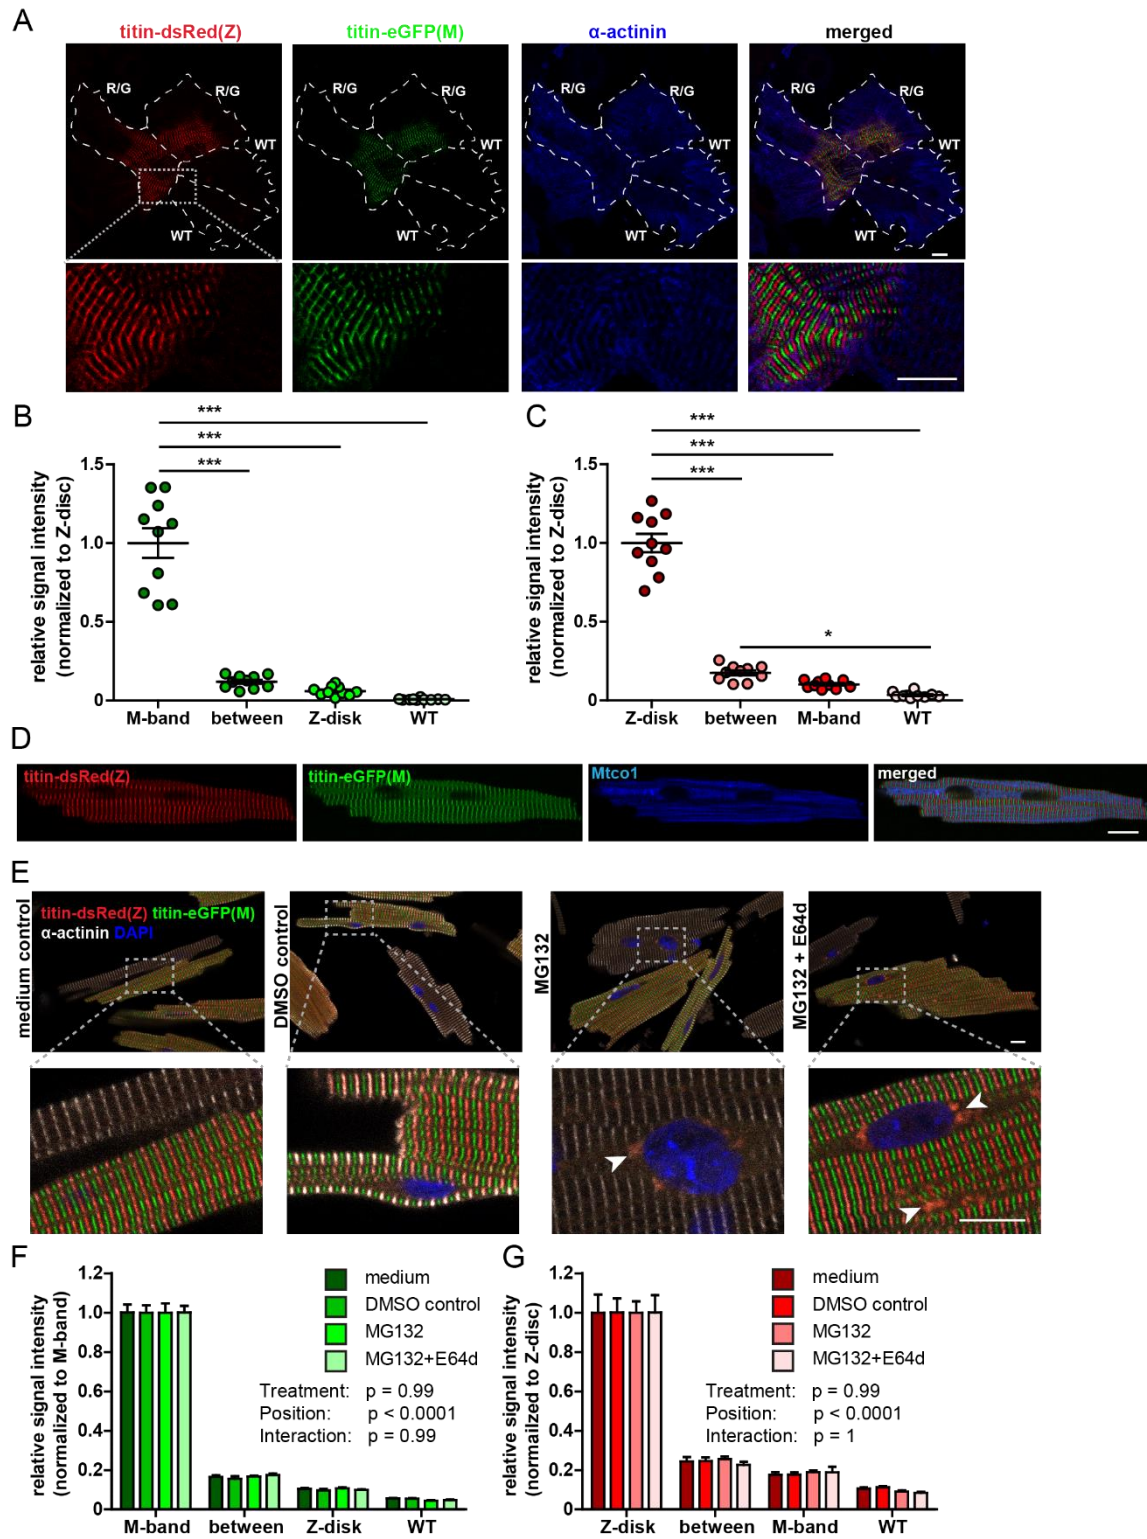 A
titin-dsRed(Z) titin-eGFP(M) α-actinin merged
R/G R/G WT WT
R/G R/G WT WT
R/G R/G WT WT
R/G R/G WT WT
B
***
***
***
relative signal intensity
(normalized to Z-disc)
1.5
1.0
0.5
0
M-band between Z-disk WT
C
***
***
***
*
relative signal intensity
(normalized to Z-disc)
1.5
1.0
0.5
0
Z-disk between M-band WT
D
titin-dsRed(Z) titin-eGFP(M) Mtco1 merged
E
medium control
titin-dsRed(Z) titin-eGFP(M)
α-actinin DAPI
DMSO control
MG132
MG132 + E64d
F
relative signal intensity
(normalized to M-band)
1.2
1.0
0.8
0.6
0.4
0.2
0
medium
DMSO control
MG132
MG132+E64d
Treatment: p = 0.99
Position: p < 0.0001
Interaction: p = 0.99
M-band between Z-disk WT
G
relative signal intensity
(normailzed to Z-disc)
1.2
1.0
0.8
0.6
0.4
0.2
0
medium
DMSO control
MG132
MG132+E64d
Treatment: p = 0.99
Position: p < 0.0001
Interaction: p = 1
Z-disk between M-band WT